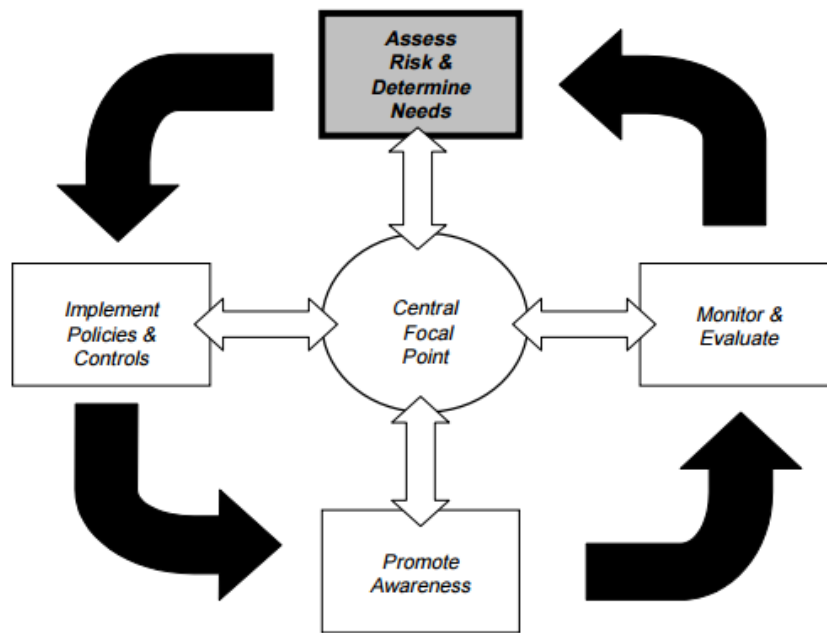 Assess
Risk &
Determine
Needs
Implement
Policies &
Controls
Central
Focal
Point
Monitor &
Evaluate
Promote
Awareness